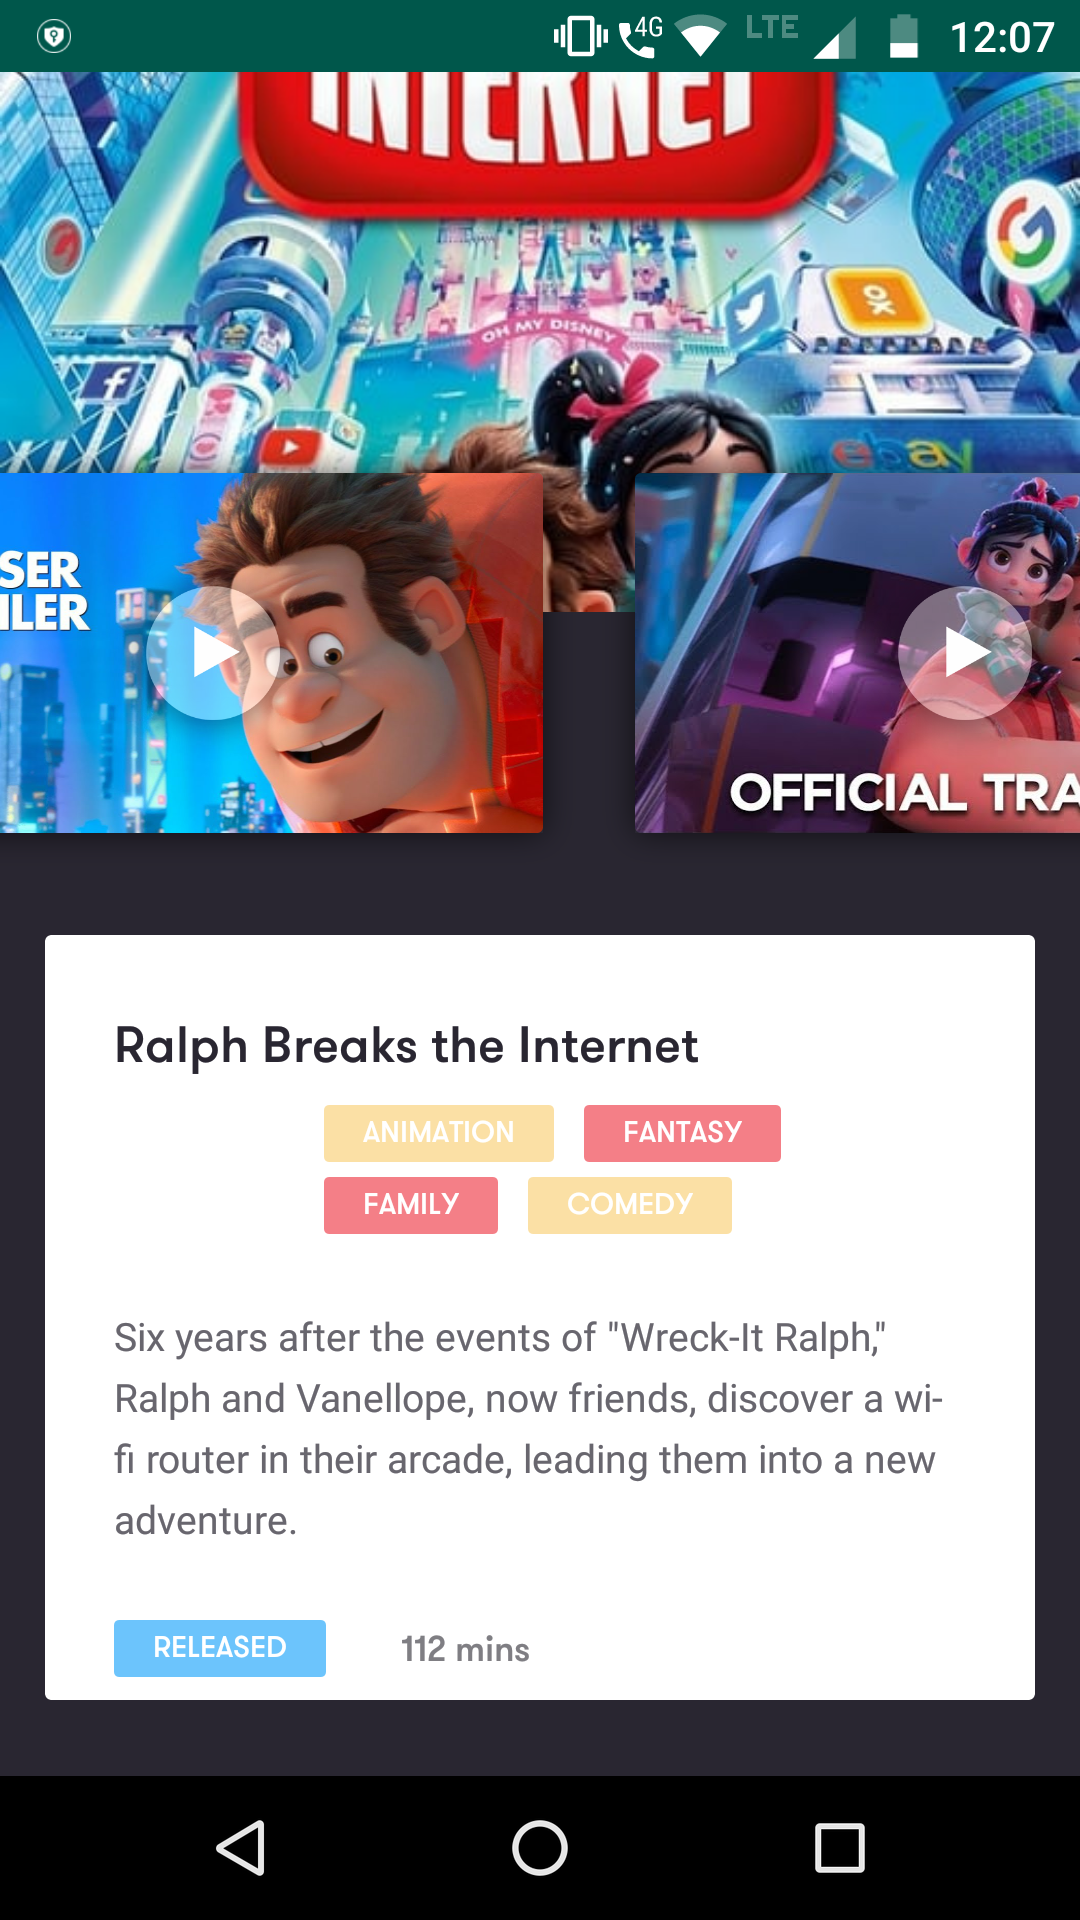 4G
LTE
12:07
INTERNET
OH MY DISNEY
ebay
SER
ILER
OFFICIAL TRA
Ralph Breaks the Internet
ANIMATION
FANTASY
FAMILY
COMEDY
Six years after the events of "Wreck-It Ralph,"
Ralph and Vanellope, now friends, discover a wi-
fi router in their arcade, leading them into a new
adventure.
RELEASED
112 mins